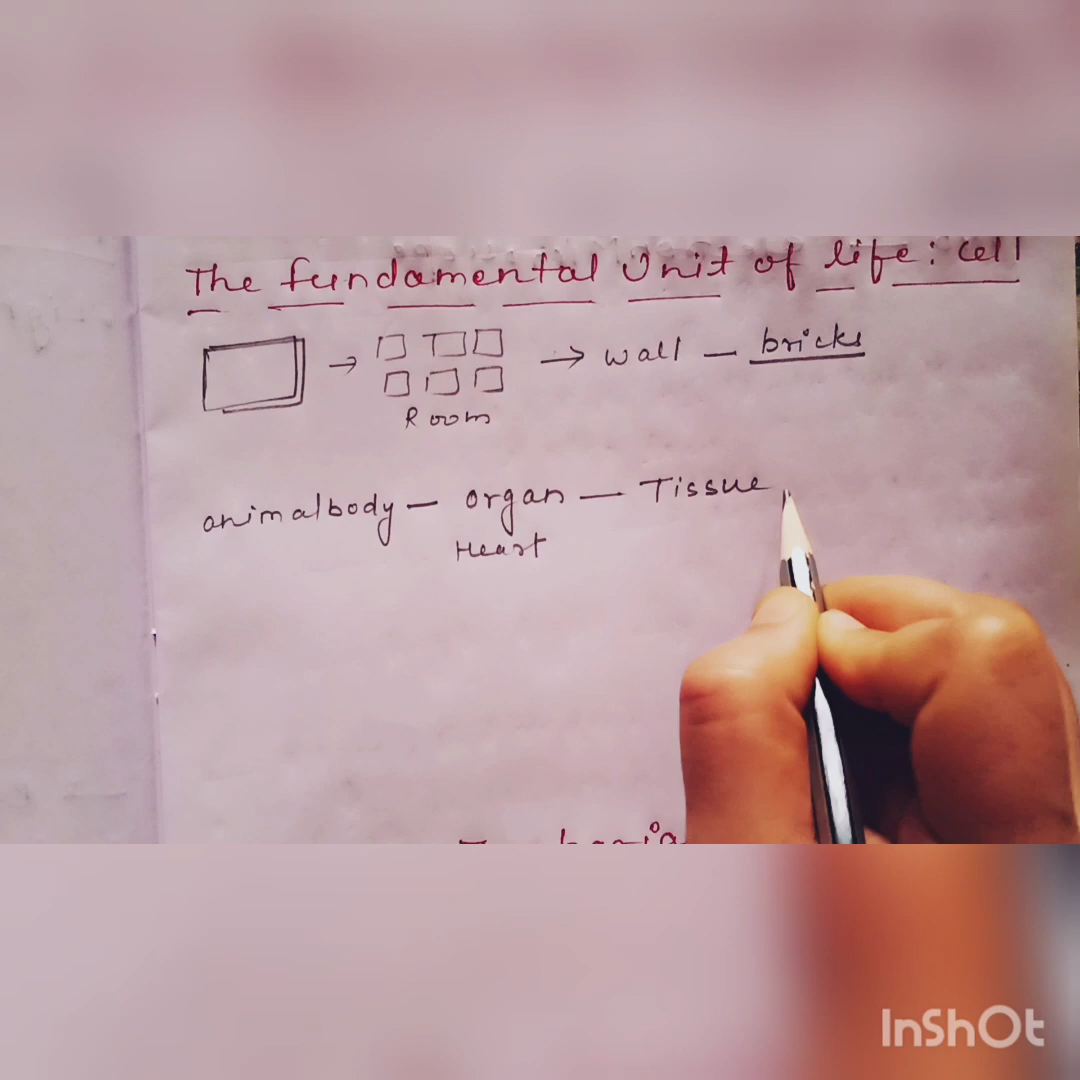 The fundamental Unit of life : cell
→ → wall — bricks
Room
animalbody — organ — Tissue
Heart
InShOt